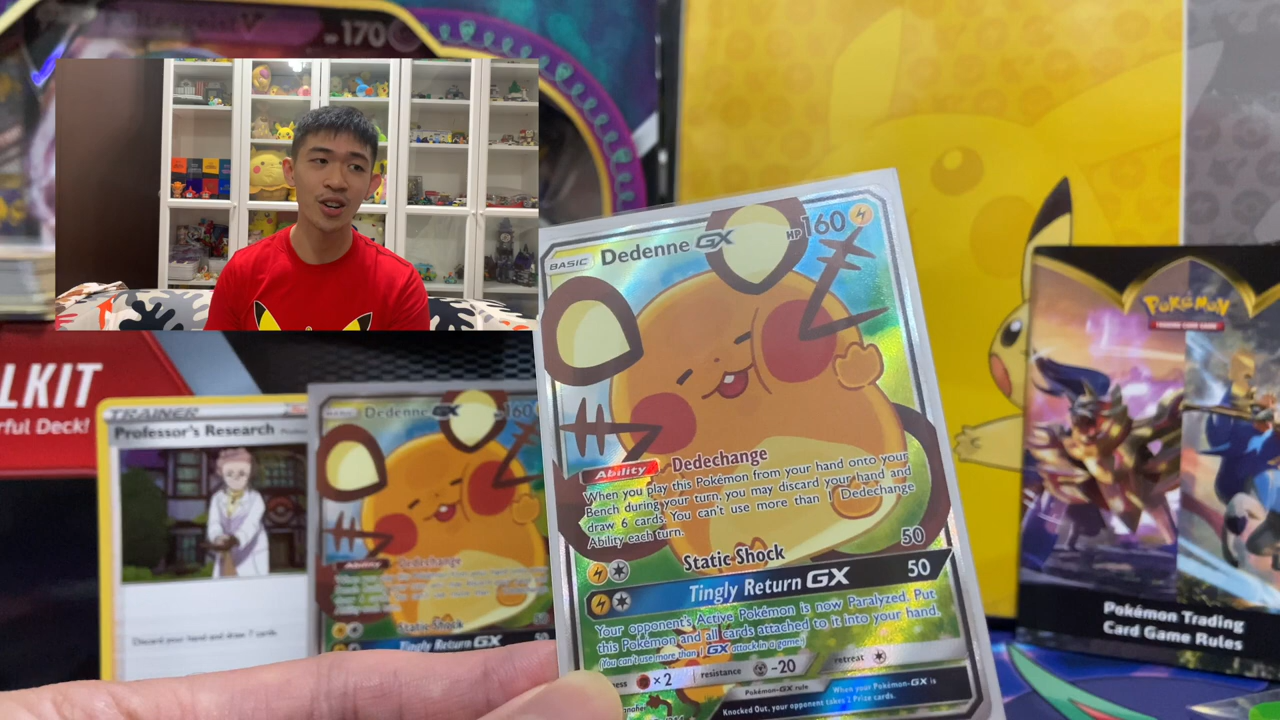 170
LKIT
rful Deck!
TRAINER
Professor's Research
Discard your hand and draw 7 cards.
BASIC
Dedenne GX
160
Ability
Dedechange
Static Shock
Tingly Return GX
50
BASIC
Dedenne GX
HP 160
Ability
Dedechange
When you play this Pokémon from your hand onto your
Bench during your turn, you may discard your hand and
draw 6 cards. You can't use more than 1 Dedechange
Ability each turn.
Static Shock
50
Tingly Return GX
50
Your opponent's Active Pokémon is now Paralyzed. Put
this Pokémon and all cards attached to it into your hand.
(You can't use more than 1 GX attack in a game.)
ness ×2
resistance -20
retreat
Pokémon-GX rule
When your Pokémon-GX is
Knocked Out, your opponent takes 2 Prize cards.
POKÉMON
TRADING CARD GAME
Pokémon Trading
Card Game Rules